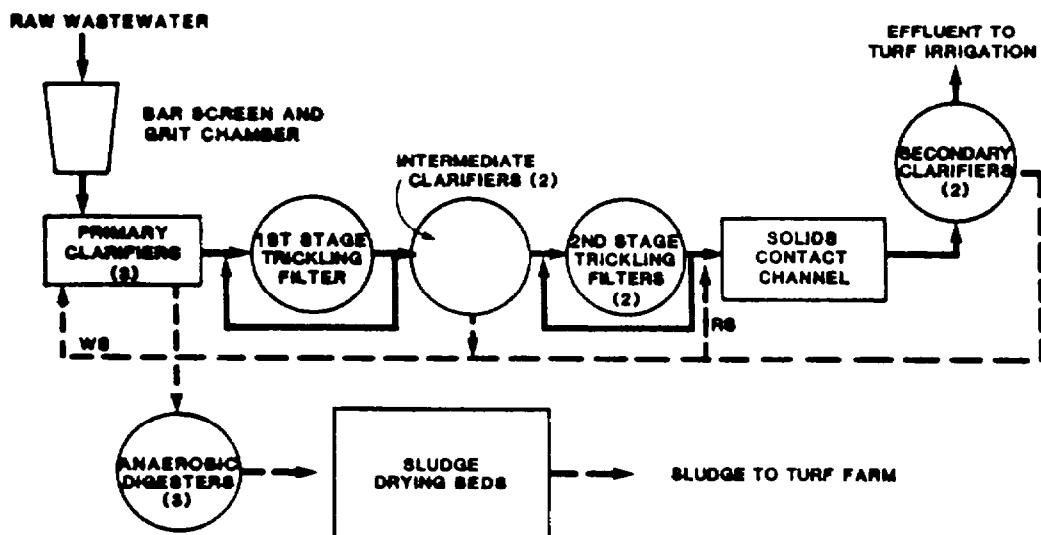 RAW WASTEWATER
EFFLUENT TO
TURF IRRIGATION
BAR SCREEN AND
GRIT CHAMBER
INTERMEDIATE
CLARIFIERS (2)
SECONDARY
CLARIFIERS
(2)
PRIMARY
CLARIFIERS
(3)
1ST STAGE
TRICKLING
FILTER
2ND STAGE
TRICKLING
FILTERS
(2)
SOLIDS
CONTACT
CHANNEL
WS
RS
ANAEROBIC
DIGESTERS
(3)
SLUDGE
DRYING BEDS
SLUDGE TO TURF FARM